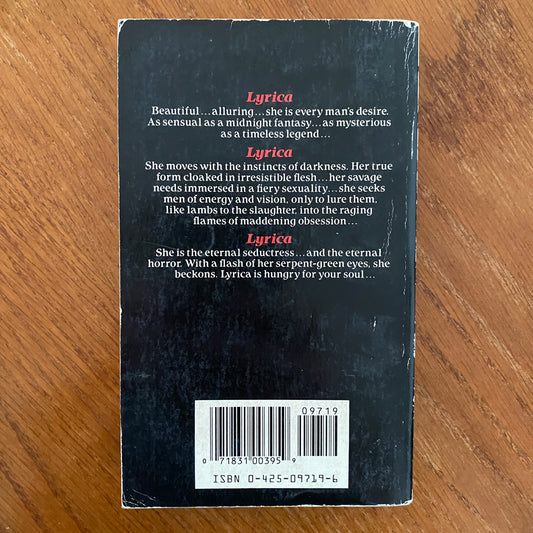 Lyrica
Beautiful...alluring...she is every man's desire.
As sensual as a midnight fantasy...as mysterious
as a timeless legend...
Lyrica
She moves with the instincts of darkness. Her true
form cloaked in irresistible flesh...her savage
needs immersed in a fiery sexuality...she seeks
men of energy and vision, only to lure them,
like lambs to the slaughter, into the raging
flames of maddening obsession...
Lyrica
She is the eternal seductress...and the eternal
horror. With a flash of her serpent-green eyes, she
beckons. Lyrica is hungry for your soul...
09719
0 71831 00395 9
ISBN 0-425-09719-6